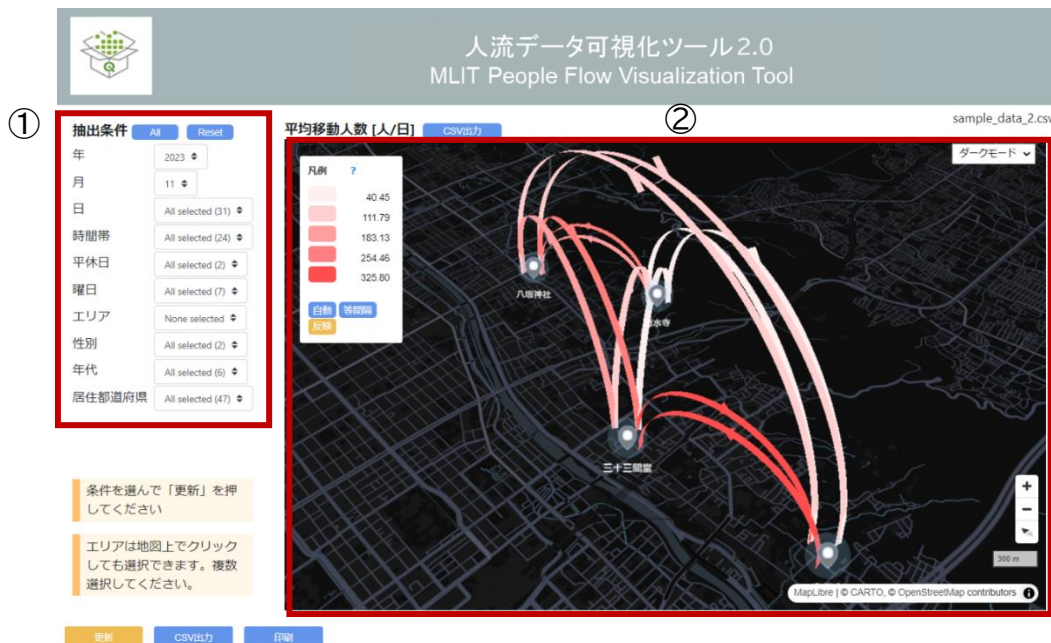 人流データ可視化ツール2.0
MLIT People Flow Visualization Tool
①
抽出条件 All Reset
年 2023
月 11
日 All selected (31)
時間帯 All selected (24)
平休日 All selected (2)
曜日 All selected (7)
エリア None selected
性別 All selected (2)
年代 All selected (6)
居住都道府県 All selected (47)
条件を選んで「更新」を押
してください
エリアは地図上でクリック
しても選択できます。複数
選択してください。
更新 CSV出力 印刷
平均移動人数 [人/日] CSV出力
②
sample_data_2.csv
ダークモード
凡例 ?
40.45
111.79
183.13
254.46
325.80
自動 等間隔
反映
八坂神社
水寺
三十三間堂
+
−
300 m
MapLibre | © CARTO, © OpenStreetMap contributors